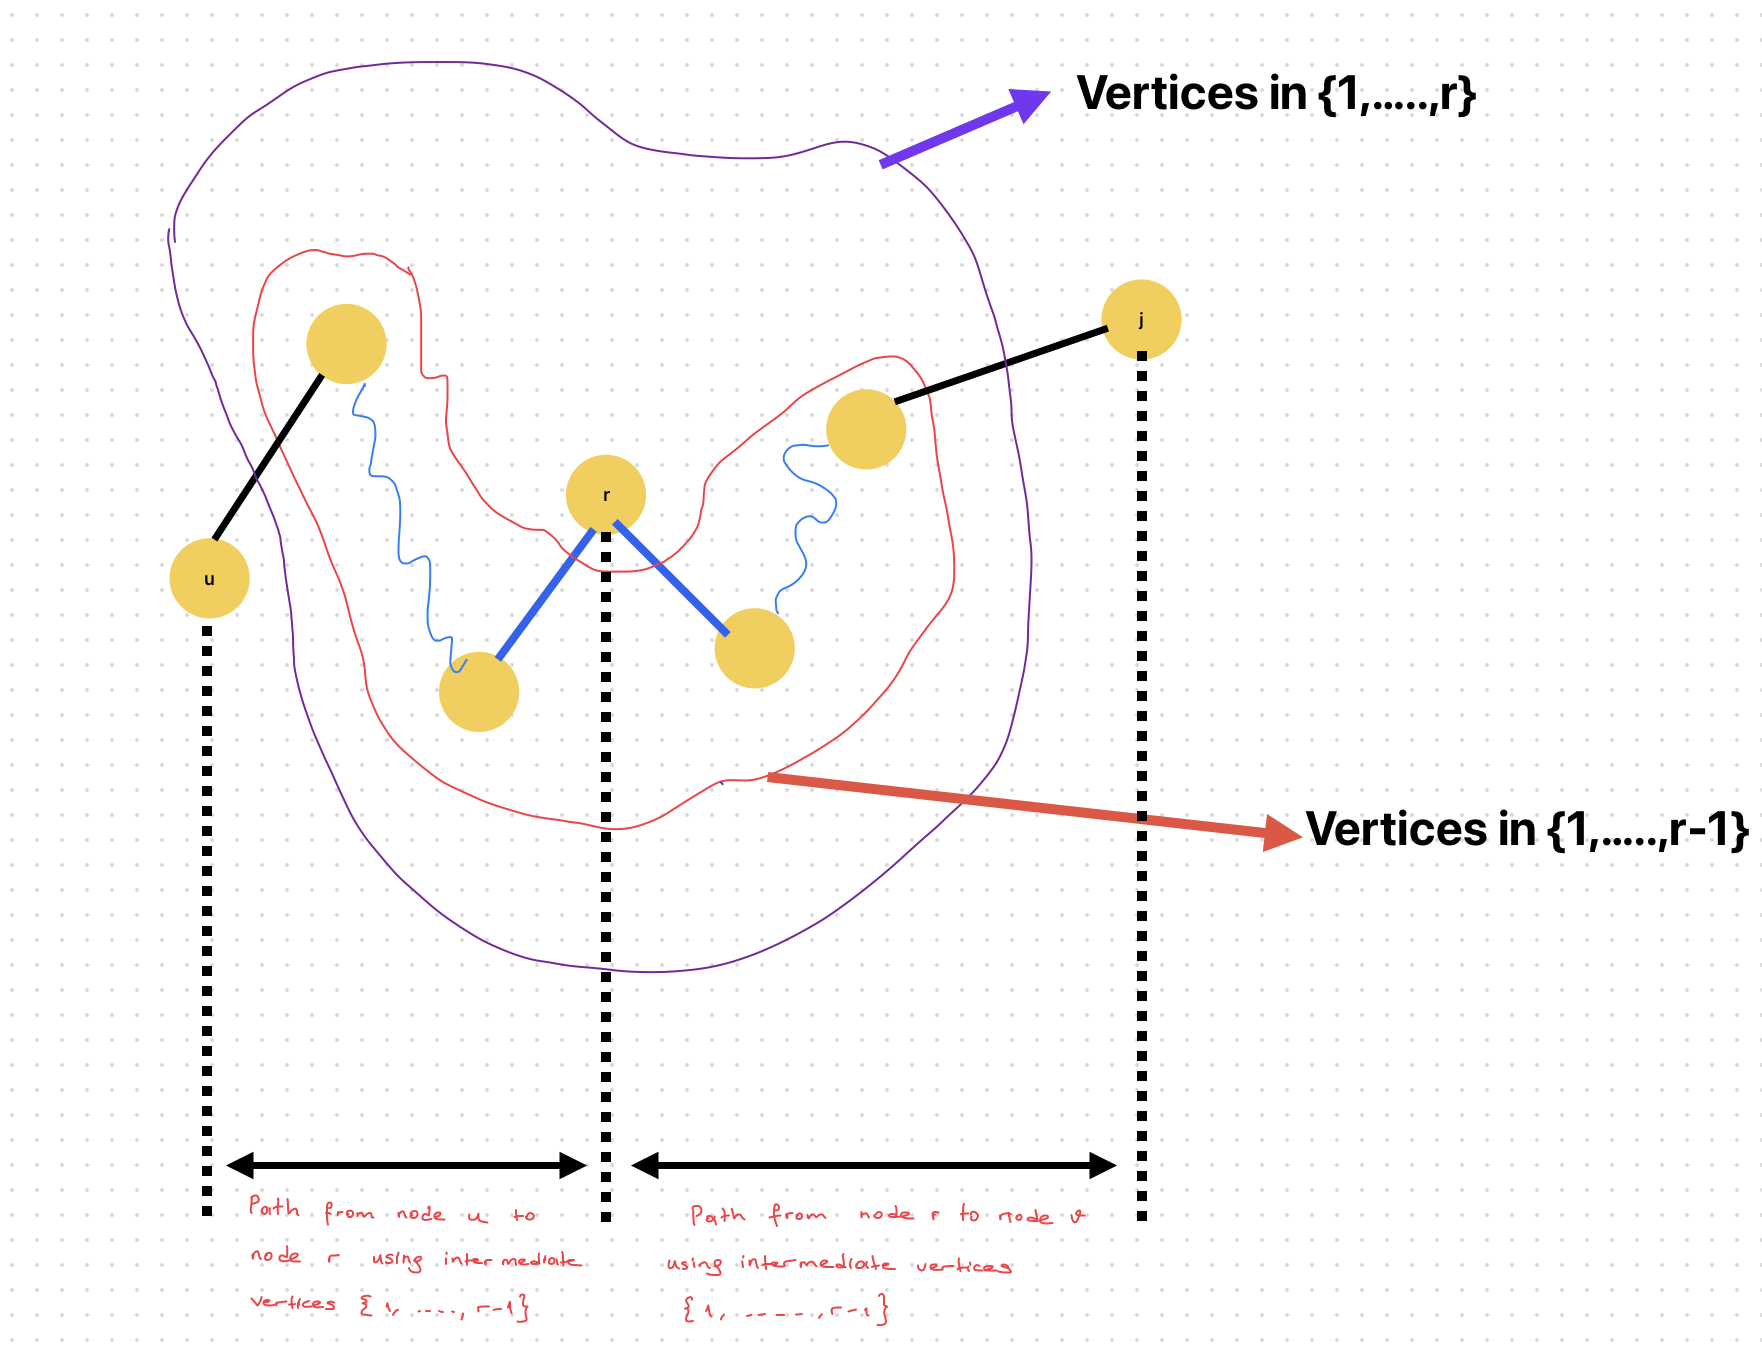 Vertices in {1,.....,r}
j
r
u
Vertices in {1,.....,r-1}
Path from node u to
node r using intermediate
vertices { 1, ....., r-1}
Path from node r to node v
using intermediate vertices
{ 1, ------, r-1 }